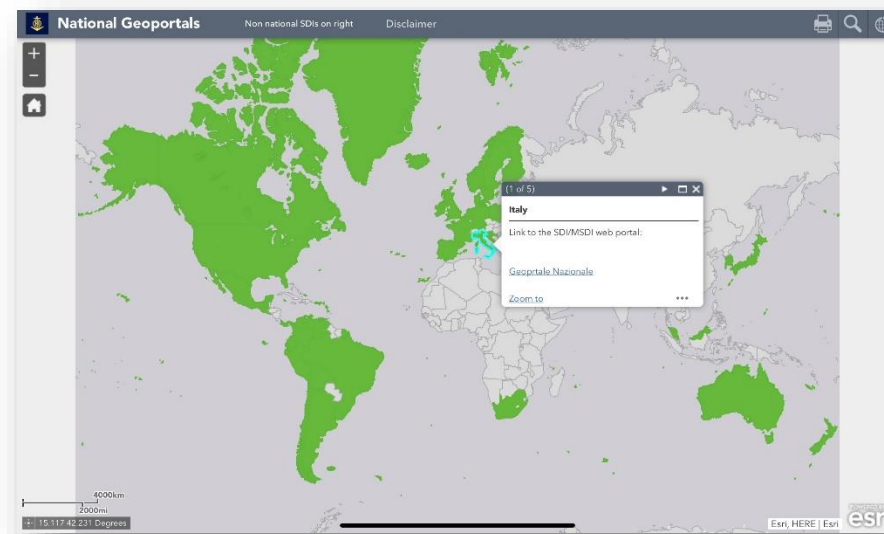 National Geoportals Non national SDIs on right Disclaimer
+
−
(1 of 5)
Italy
Link to the SDI/MSDI web portal:
Geoprtale Nazionale
Zoom to
4000km
2000mi
15.117 42.231 Degrees
Esri, HERE | Esri
esri